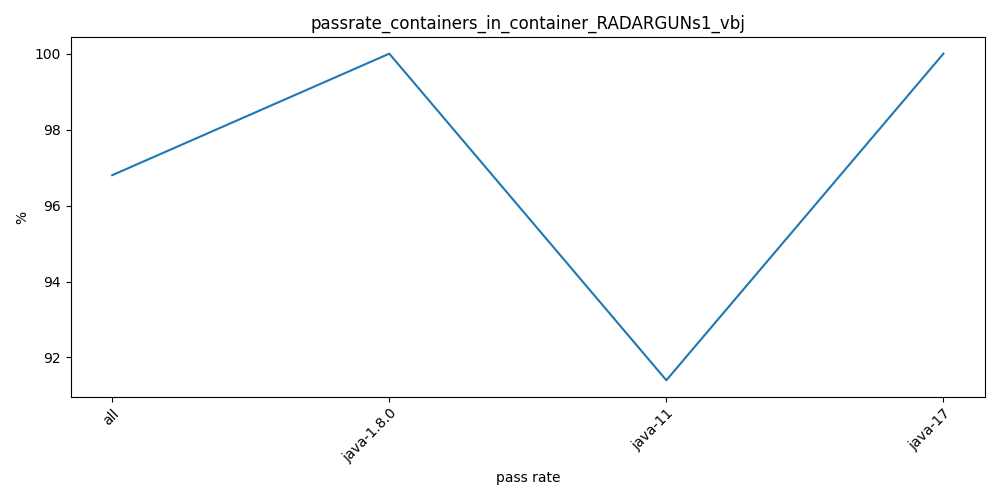 passrate_containers_in_container_RADARGUNs1_vbj
100
98
96
94
92
%
all
java-1.8.0
java-11
java-17
pass rate